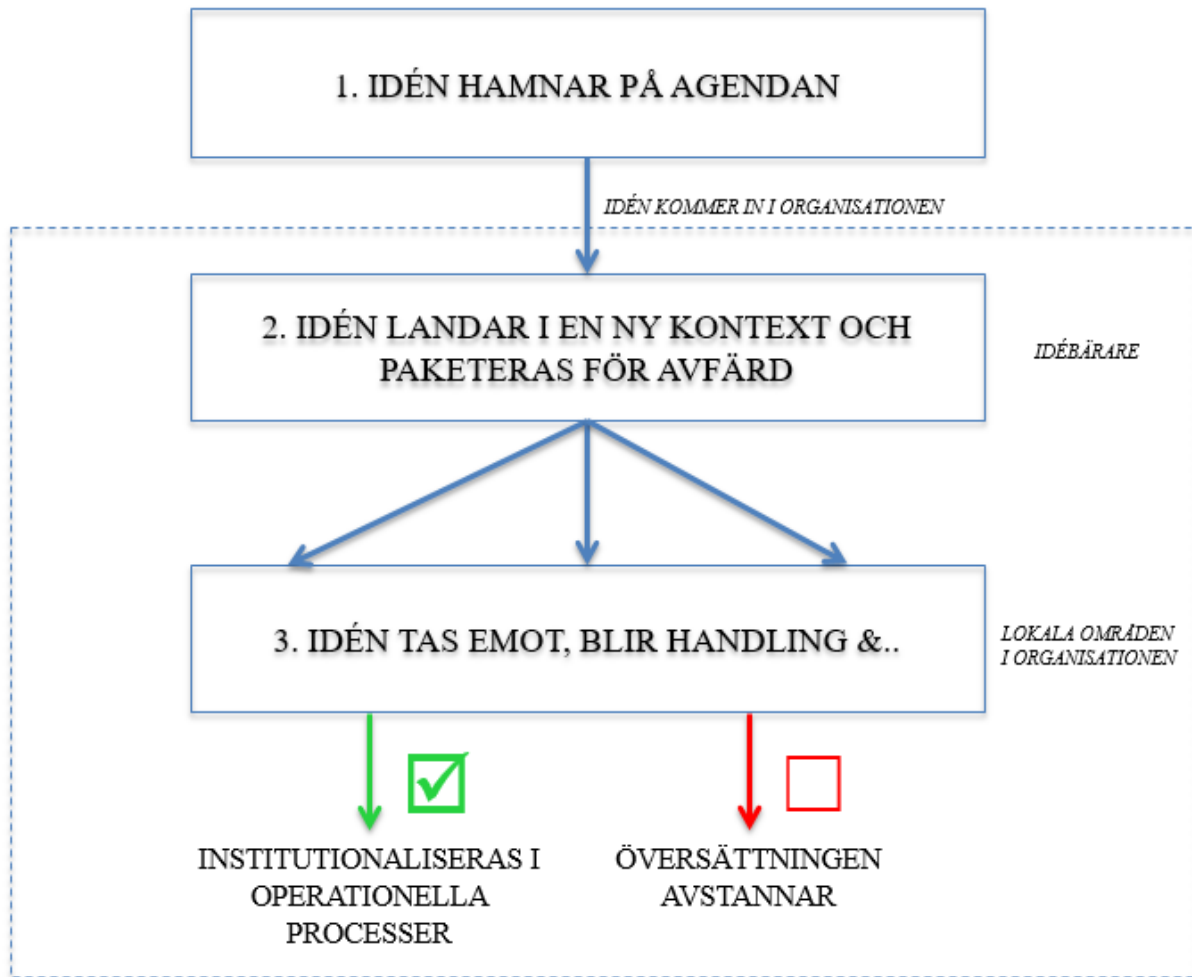 1. IDÉN HAMNAR PÅ AGENDAN
IDÉN KOMMER IN I ORGANISATIONEN
2. IDÉN LANDAR I EN NY KONTEXT OCH
PAKETERAS FÖR AVFÄRD
IDÉBÄRARE
3. IDÉN TAS EMOT, BLIR HANDLING &..
LOKALA OMRÅDEN
I ORGANISATIONEN
INSTITUTIONALISERAS I
OPERATIONELLA
PROCESSER
ÖVERSÄTTNINGEN
AVSTANNAR